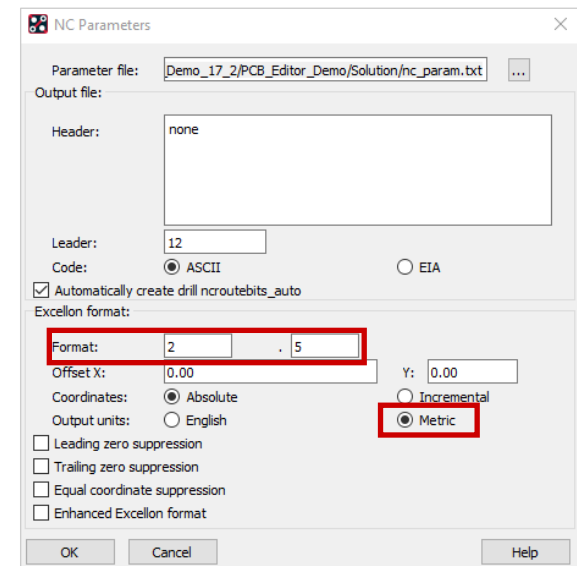 NC Parameters
Parameter file: Demo_17_2/PCB_Editor_Demo/Solution/nc_param.txt ...
Output file:
Header: none
Leader: 12
Code: ASCII EIA
Automatically create drill ncroutebits_auto
Excellon format:
Format: 2 . 5
Offset X: 0.00 Y: 0.00
Coordinates: Absolute Incremental
Output units: English Metric
Leading zero suppression
Trailing zero suppression
Equal coordinate suppression
Enhanced Excellon format
OK Cancel Help